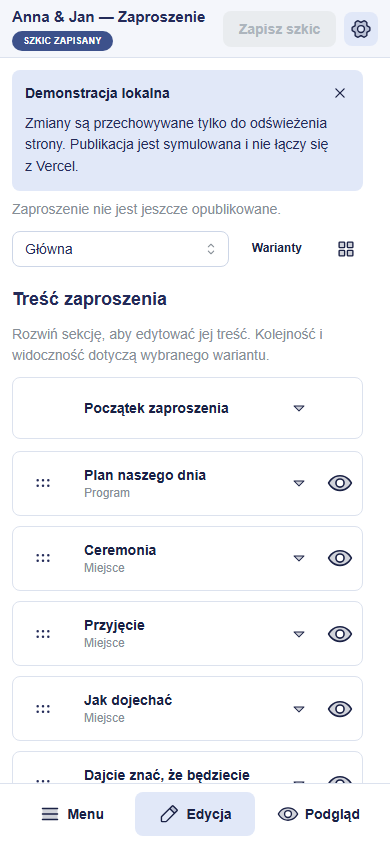 Anna & Jan — Zaproszenie
SZKIC ZAPISANY
Zapisz szkic
Demonstracja lokalna
Zmiany są przechowywane tylko do odświeżenia
strony. Publikacja jest symulowana i nie łączy się
z Vercel.
Zaproszenie nie jest jeszcze opublikowane.
Główna
Warianty
Treść zaproszenia
Rozwiń sekcję, aby edytować jej treść. Kolejność i
widoczność dotyczą wybranego wariantu.
Początek zaproszenia
Plan naszego dnia
Program
Ceremonia
Miejsce
Przyjęcie
Miejsce
Jak dojechać
Miejsce
Dajcie znać, że będziecie
Menu
Edycja
Podgląd